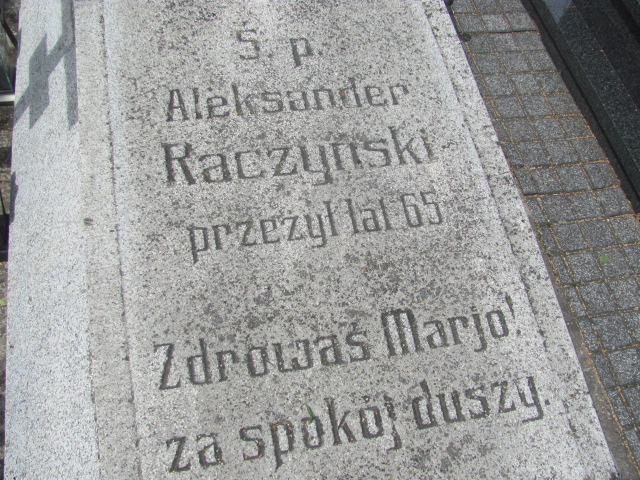 Ś. p.
Aleksander
Raczyński
przeżył lat 65
Zdrowaś Marjo!
za spokój duszy.